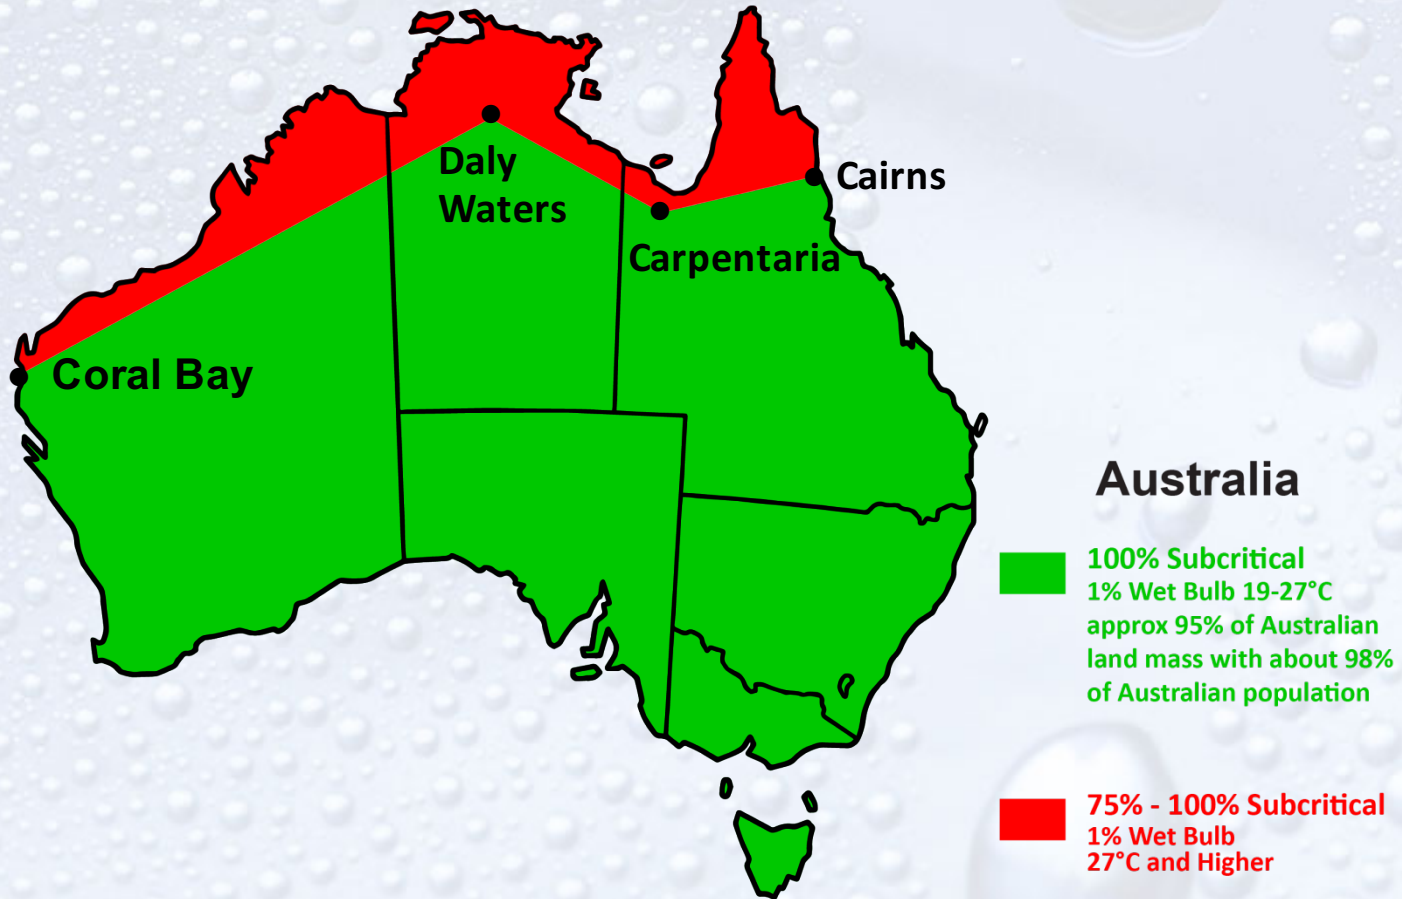 Daly
Waters
Cairns
Carpentaria
Coral Bay
Australia
100% Subcritical
1% Wet Bulb 19-27°C
approx 95% of Australian
land mass with about 98%
of Australian population
75% - 100% Subcritical
1% Wet Bulb
27°C and Higher